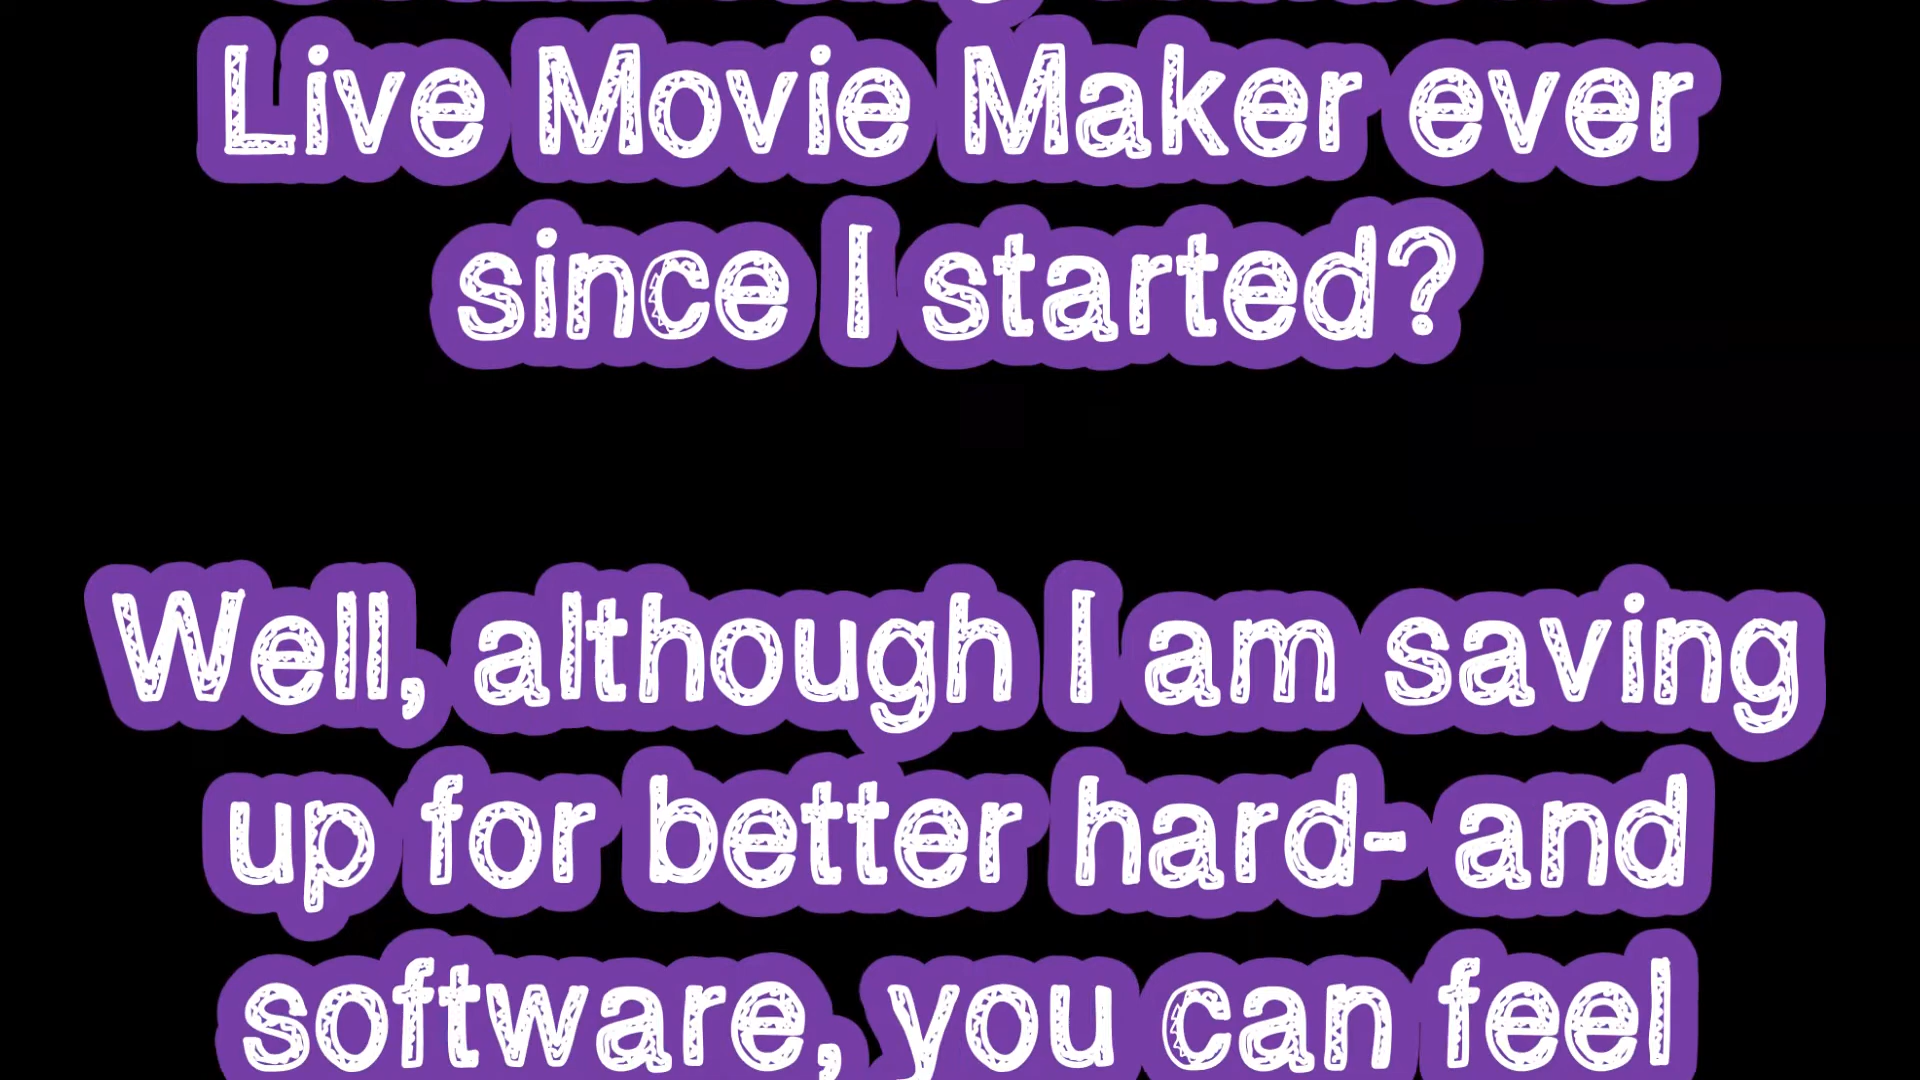 Live Movie Maker ever
since I started?
Well, although I am saving
up for better hard- and
software, you can feel